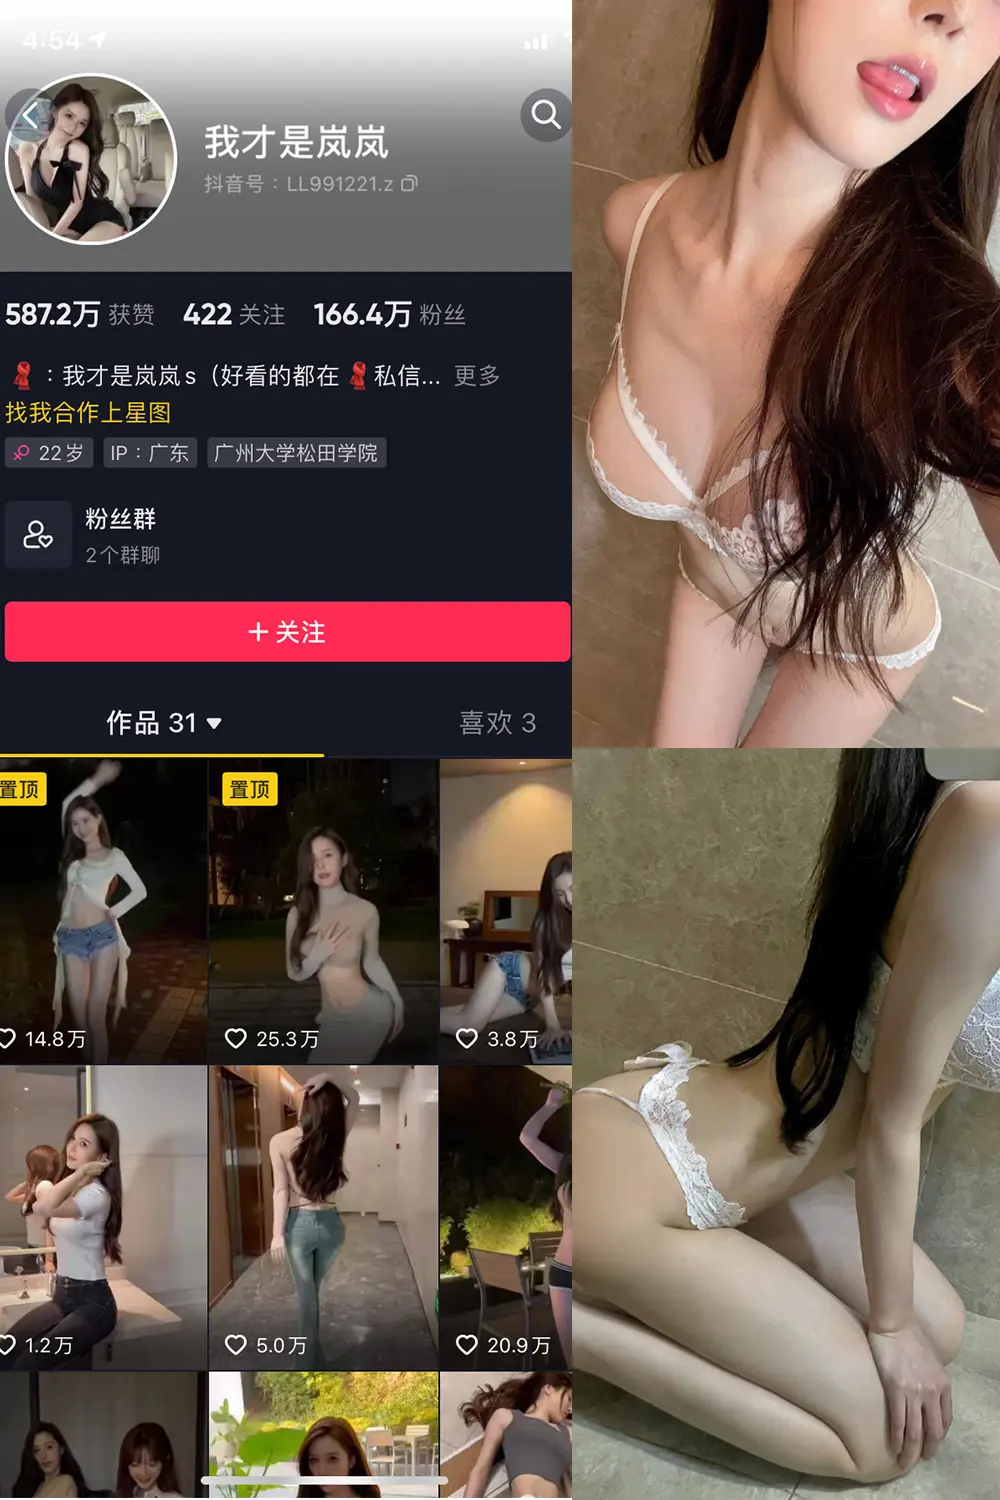 4:54
我才是岚岚
抖音号：LL991221.z
587.2万 获赞 422 关注 166.4万 粉丝
：我才是岚岚s（好看的都在 私信... 更多
找我合作上星图
22岁 IP：广东 广州大学松田学院
粉丝群
2个群聊
+ 关注
作品 31 喜欢 3
置顶 置顶
14.8万 25.3万 3.8万
1.2万 5.0万 20.9万